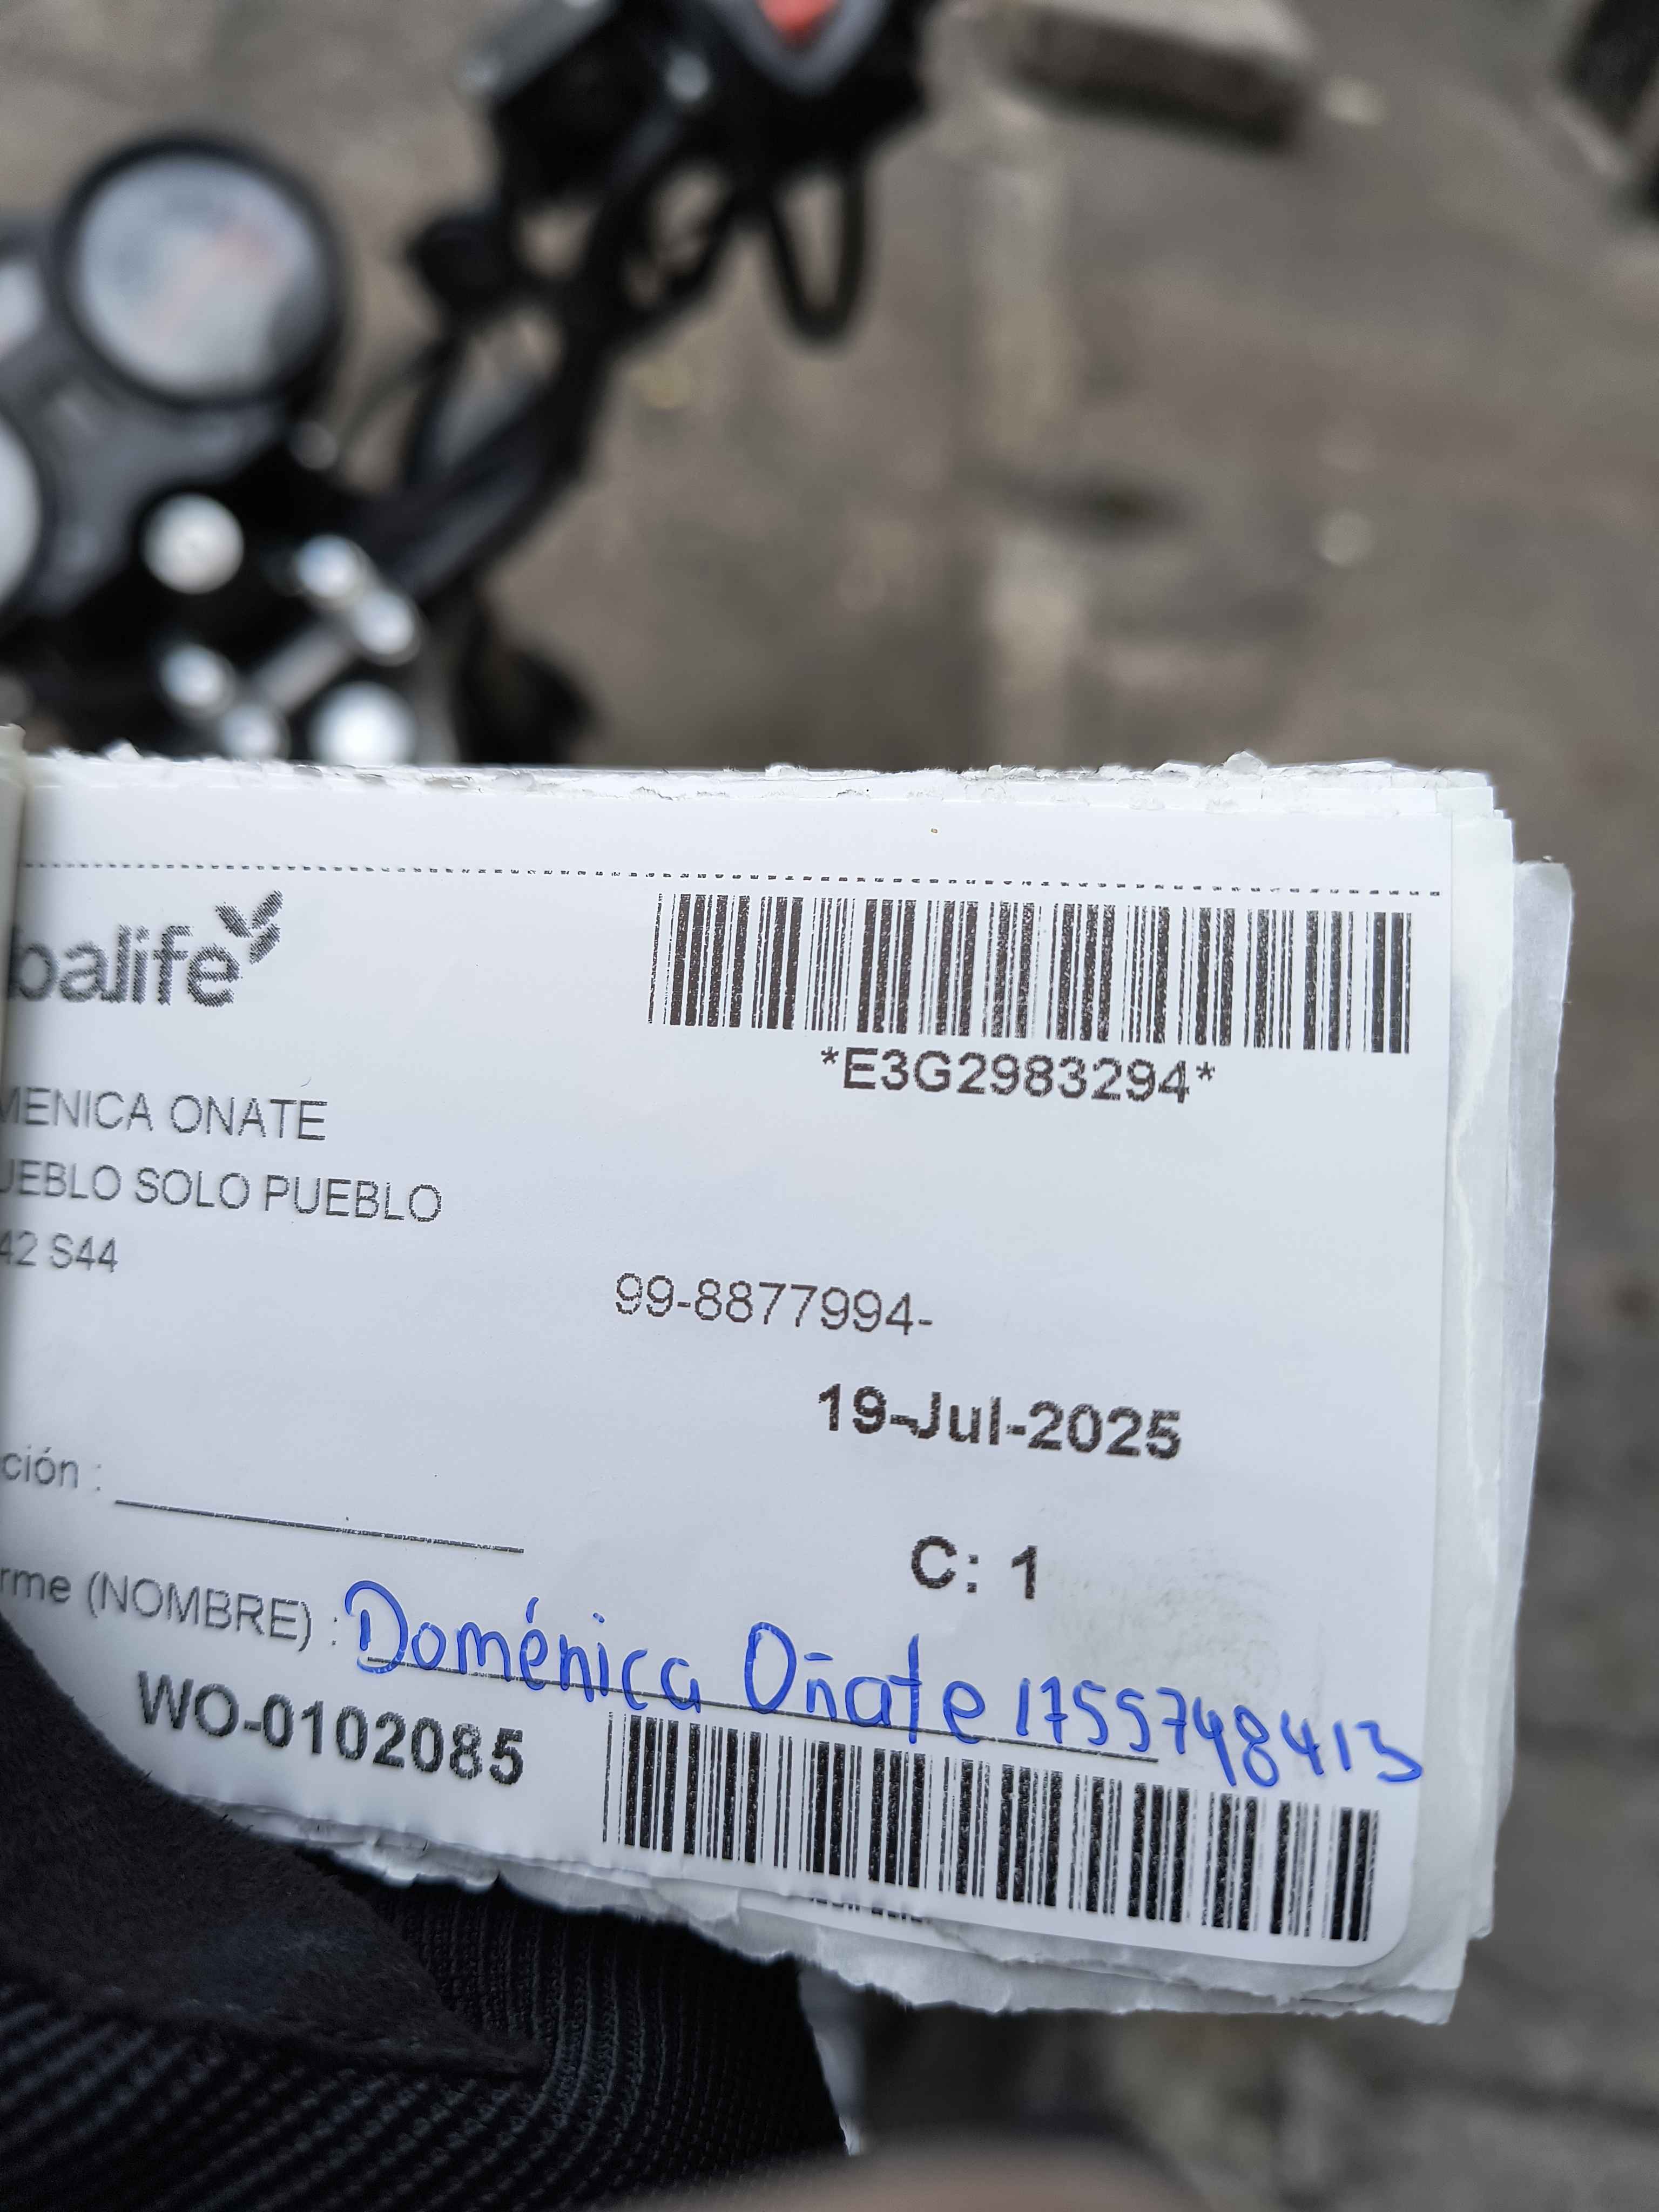 balife
*E3G2983294*
MENICA ONATE
UEBLO SOLO PUEBLO
42 S44
99-8877994-
19-Jul-2025
ción :
C: 1
rme (NOMBRE) : Doménica Oñate 1755748413
WO-0102085